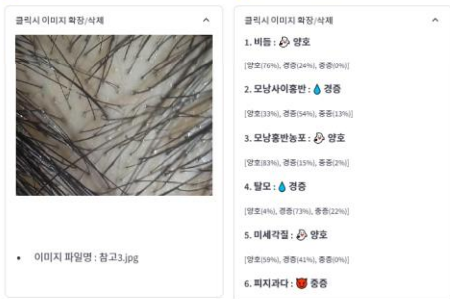 클릭시 이미지 확장/삭제
이미지 파일명 : 참고3.jpg
클릭시 이미지 확장/삭제
1. 비듬 : 양호
[양호(76%), 경증(24%), 중증(0%)]
2. 모낭사이홍반 : 경증
[양호(33%), 경증(54%), 중증(13%)]
3. 모낭홍반농포 : 양호
[양호(83%), 경증(15%), 중증(2%)]
4. 탈모 : 경증
[양호(4%), 경증(73%), 중증(22%)]
5. 미세각질 : 양호
[양호(59%), 경증(41%), 중증(0%)]
6. 피지과다 : 중증